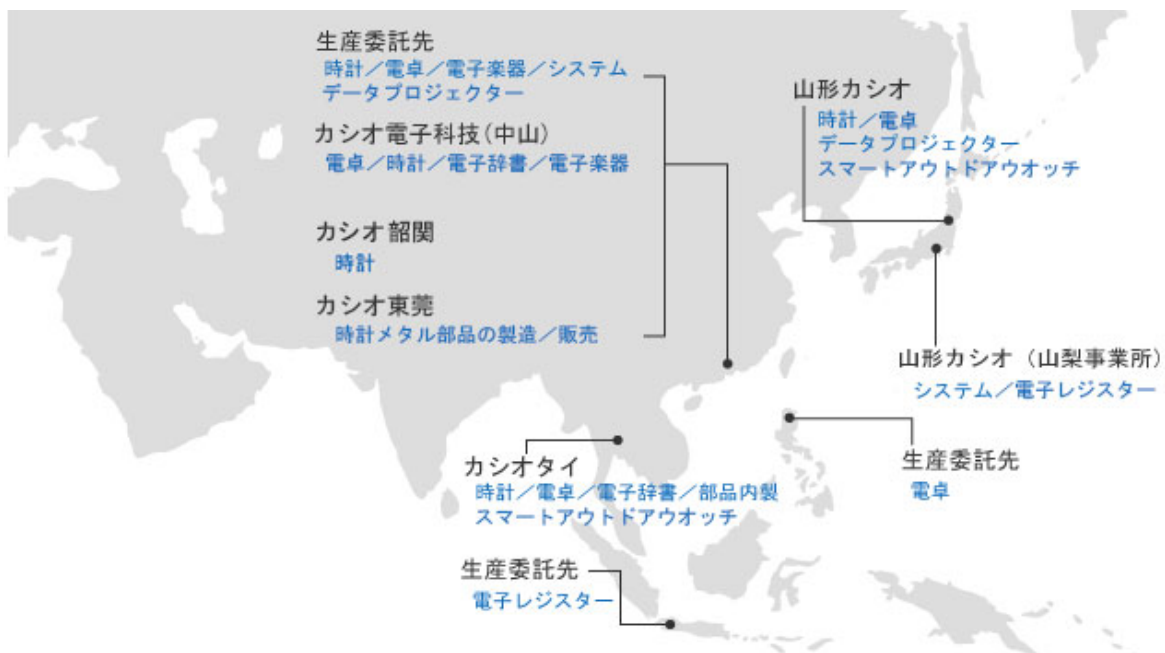 生産委託先
時計／電卓／電子楽器／システム
データプロジェクター
カシオ電子科技(中山)
電卓／時計／電子辞書／電子楽器
カシオ韶関
時計
カシオ東莞
時計メタル部品の製造／販売
山形カシオ
時計／電卓
データプロジェクター
スマートアウトドアウオッチ
山形カシオ（山梨事業所）
システム／電子レジスター
生産委託先
電卓
カシオタイ
時計／電卓／電子辞書／部品内製
スマートアウトドアウオッチ
生産委託先
電子レジスター